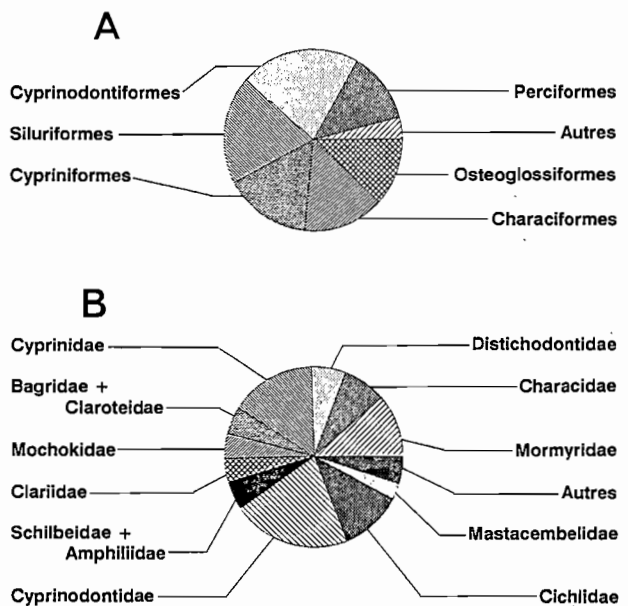 A
Cyprinodontiformes
Siluriformes
Cypriniformes
Perciformes
Autres
Osteoglossiformes
Characiformes
B
Cyprinidae
Bagridae +
Claroteidae
Mochokidae
Clariidae
Schilbeidae +
Amphiliidae
Cyprinodontidae
Distichodontidae
Characidae
Mormyridae
Autres
Mastacembelidae
Cichlidae